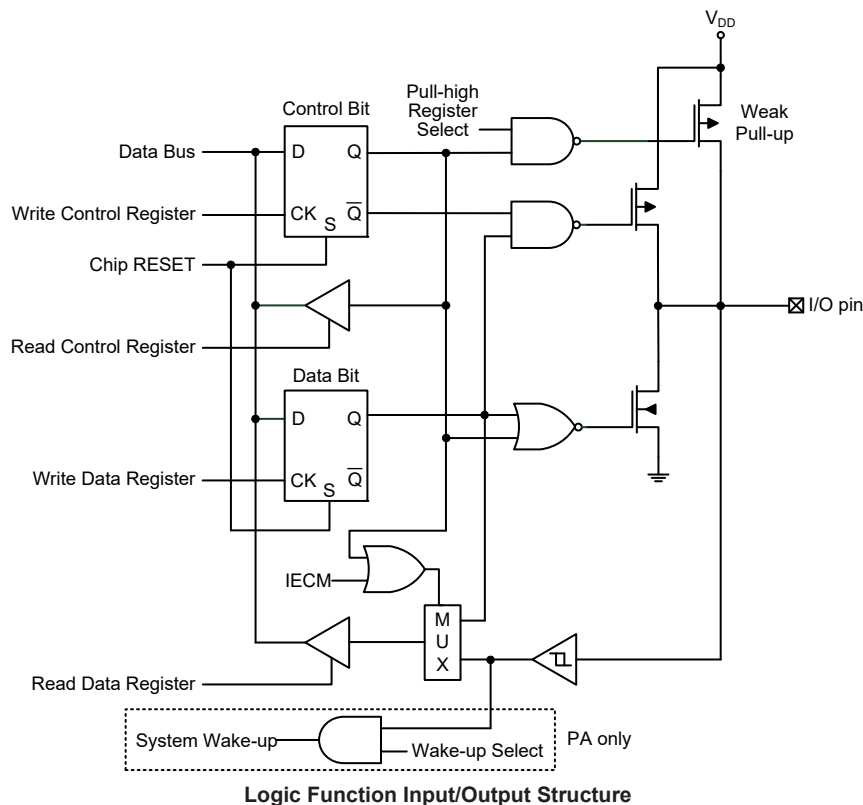 V_DD
Pull-high
Register
Select
Control Bit
Weak
Pull-up
Data Bus
D
Q
Write Control Register
CK
Q̅
S
Chip RESET
I/O pin
Read Control Register
Data Bit
D
Q
Write Data Register
CK
Q̅
S
IECM
M
U
X
Read Data Register
System Wake-up
Wake-up Select
PA only
Logic Function Input/Output Structure